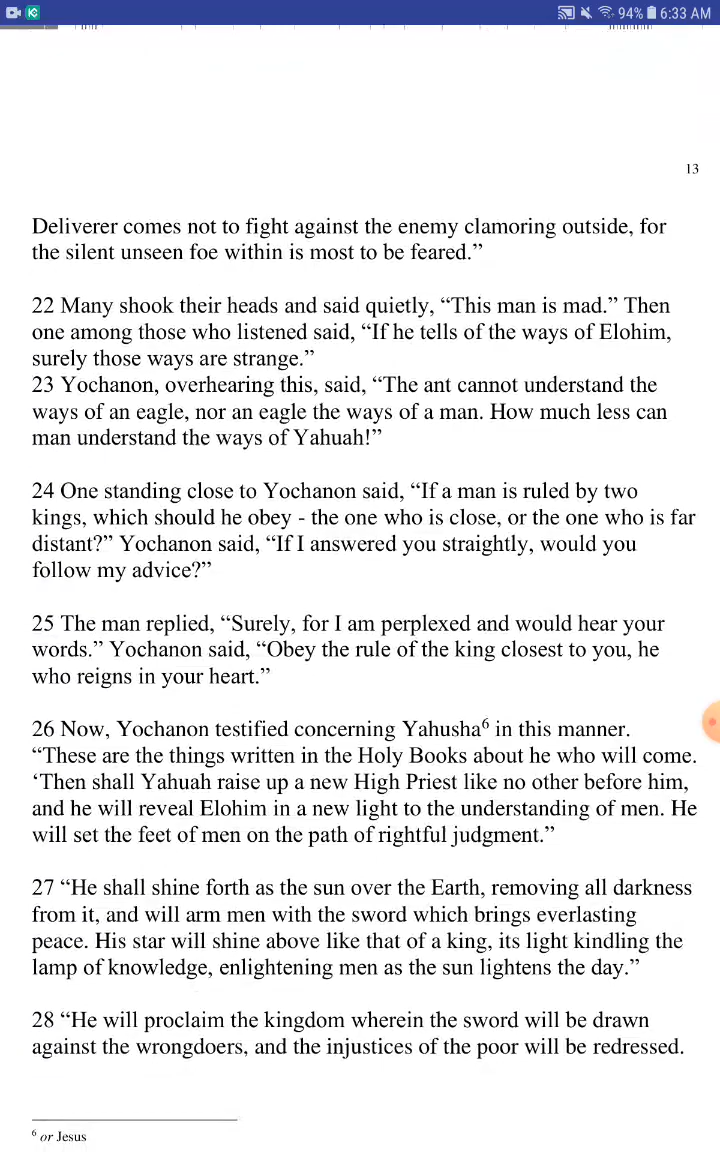 94% 6:33 AM
13
Deliverer comes not to fight against the enemy clamoring outside, for
the silent unseen foe within is most to be feared.”
22 Many shook their heads and said quietly, “This man is mad.” Then
one among those who listened said, “If he tells of the ways of Elohim,
surely those ways are strange.”
23 Yochanon, overhearing this, said, “The ant cannot understand the
ways of an eagle, nor an eagle the ways of a man. How much less can
man understand the ways of Yahuah!”
24 One standing close to Yochanon said, “If a man is ruled by two
kings, which should he obey - the one who is close, or the one who is far
distant?” Yochanon said, “If I answered you straightly, would you
follow my advice?”
25 The man replied, “Surely, for I am perplexed and would hear your
words.” Yochanon said, “Obey the rule of the king closest to you, he
who reigns in your heart.”
26 Now, Yochanon testified concerning Yahusha⁶ in this manner.
“These are the things written in the Holy Books about he who will come.
‘Then shall Yahuah raise up a new High Priest like no other before him,
and he will reveal Elohim in a new light to the understanding of men. He
will set the feet of men on the path of rightful judgment.”
27 “He shall shine forth as the sun over the Earth, removing all darkness
from it, and will arm men with the sword which brings everlasting
peace. His star will shine above like that of a king, its light kindling the
lamp of knowledge, enlightening men as the sun lightens the day.”
28 “He will proclaim the kingdom wherein the sword will be drawn
against the wrongdoers, and the injustices of the poor will be redressed.
⁶ or Jesus